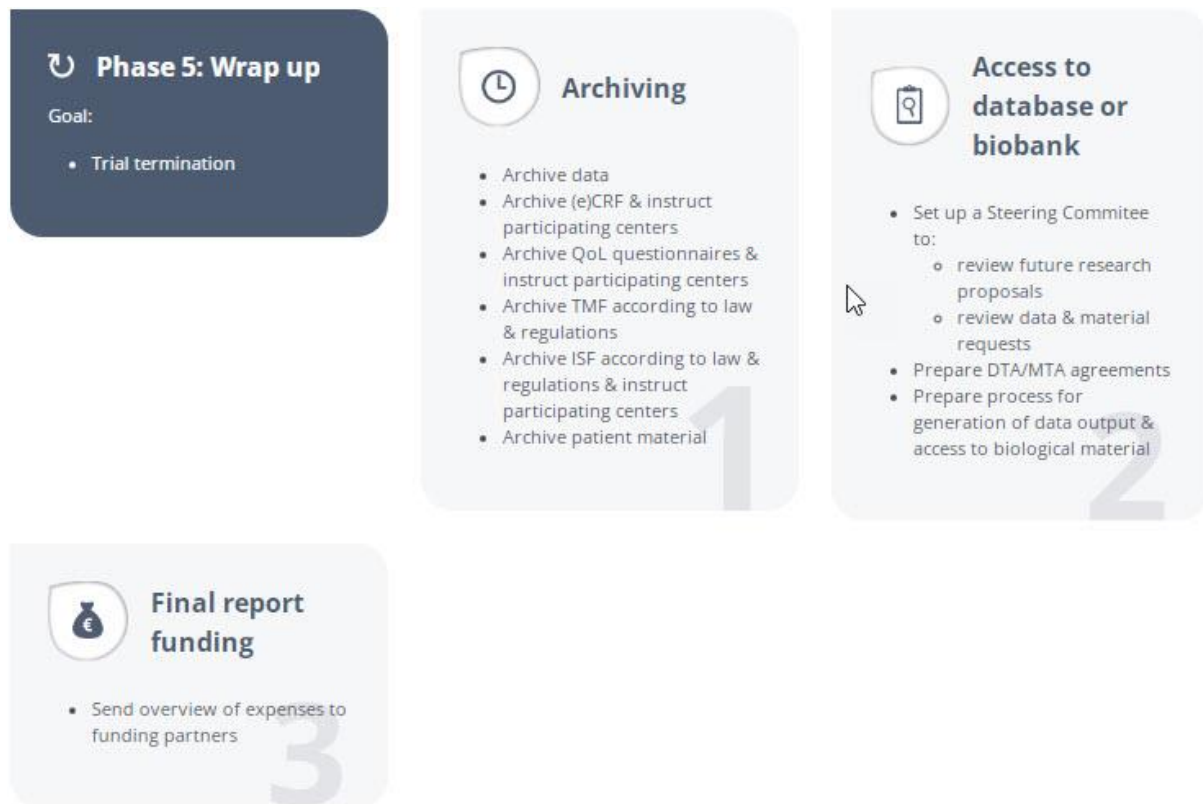 Phase 5: Wrap up
Goal:
• Trial termination
Archiving
• Archive data
• Archive (e)CRF & instruct
participating centers
• Archive QoL questionnaires &
instruct participating centers
• Archive TMF according to law
& regulations
• Archive ISF according to law &
regulations & instruct
participating centers
• Archive patient material
1
Access to
database or
biobank
• Set up a Steering Commitee
to:
◦ review future research
proposals
◦ review data & material
requests
• Prepare DTA/MTA agreements
• Prepare process for
generation of data output &
access to biological material
2
Final report
funding
€
• Send overview of expenses to
funding partners
3